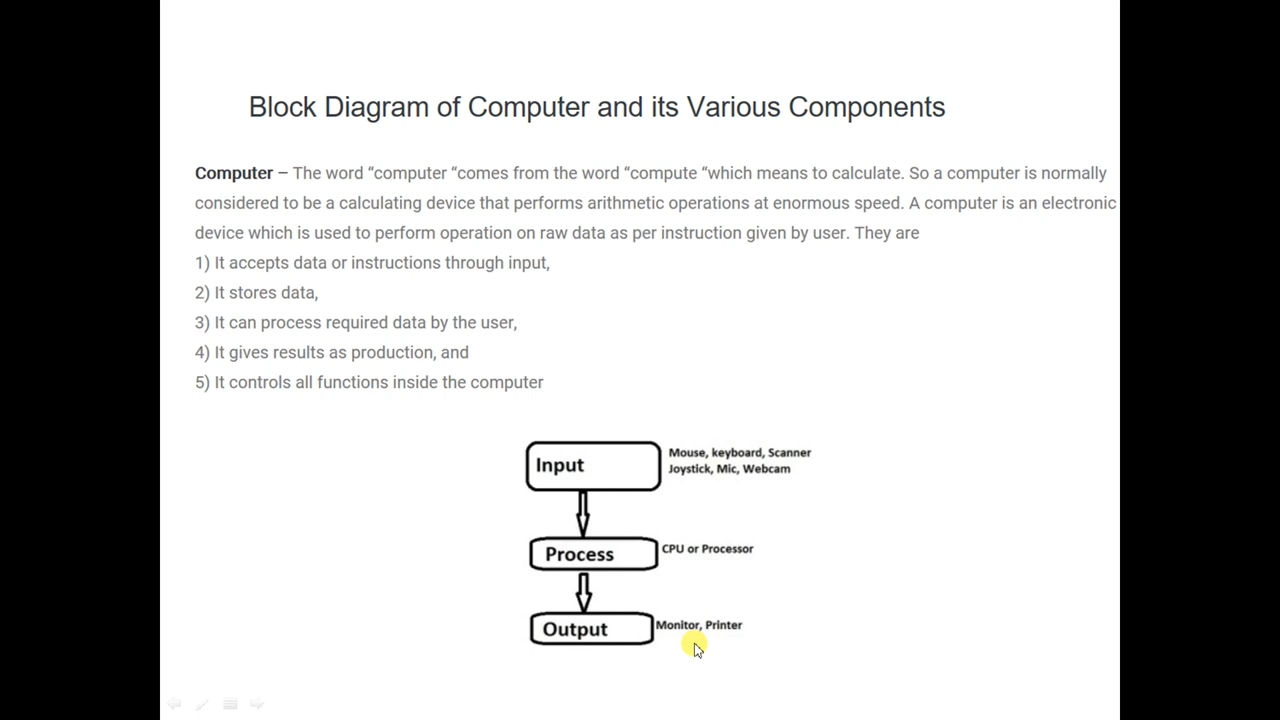 Block Diagram of Computer and its Various Components
Computer – The word “computer “comes from the word “compute “which means to calculate. So a computer is normally
considered to be a calculating device that performs arithmetic operations at enormous speed. A computer is an electronic
device which is used to perform operation on raw data as per instruction given by user. They are
1) It accepts data or instructions through input,
2) It stores data,
3) It can process required data by the user,
4) It gives results as production, and
5) It controls all functions inside the computer
Input
Mouse, keyboard, Scanner
Joystick, Mic, Webcam
Process
CPU or Processor
Output
Monitor, Printer